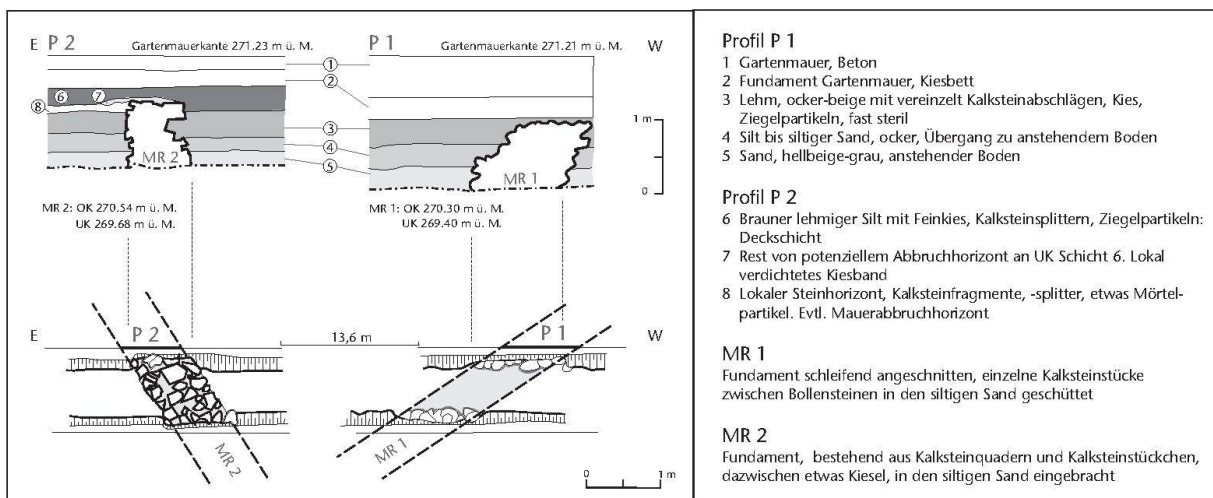 E P 2 Gartenmauerkante 271.23 m ü. M. P 1 Gartenmauerkante 271.21 m ü. M. W
1
2
6 7
8
3
4
5
1 m
0
MR 2
MR 1
MR 2: OK 270.54 m ü. M.
UK 269.68 m ü. M.
MR 1: OK 270.30 m ü. M.
UK 269.40 m ü. M.
E P 2 13,6 m P 1 W
MR 2
MR 1
0 1 m
Profil P 1
1 Gartenmauer, Beton
2 Fundament Gartenmauer, Kiesbett
3 Lehm, ocker-beige mit vereinzelt Kalksteinabschlägen, Kies,
Ziegelpartikeln, fast steril
4 Silt bis siltiger Sand, ocker, Übergang zu anstehendem Boden
5 Sand, hellbeige-grau, anstehender Boden
Profil P 2
6 Brauner lehmiger Silt mit Feinkies, Kalksteinsplittern, Ziegelpartikeln:
Deckschicht
7 Rest von potenziellem Abbruchhorizont an UK Schicht 6. Lokal
verdichtetes Kiesband
8 Lokaler Steinhorizont, Kalksteinfragmente, -splitter, etwas Mörtel-
partikel. Evtl. Mauerabbruchhorizont
MR 1
Fundament schleifend angeschnitten, einzelne Kalksteinstücke
zwischen Bollensteinen in den siltigen Sand geschüttet
MR 2
Fundament, bestehend aus Kalksteinquadern und Kalksteinstückchen,
dazwischen etwas Kiesel, in den siltigen Sand eingebracht